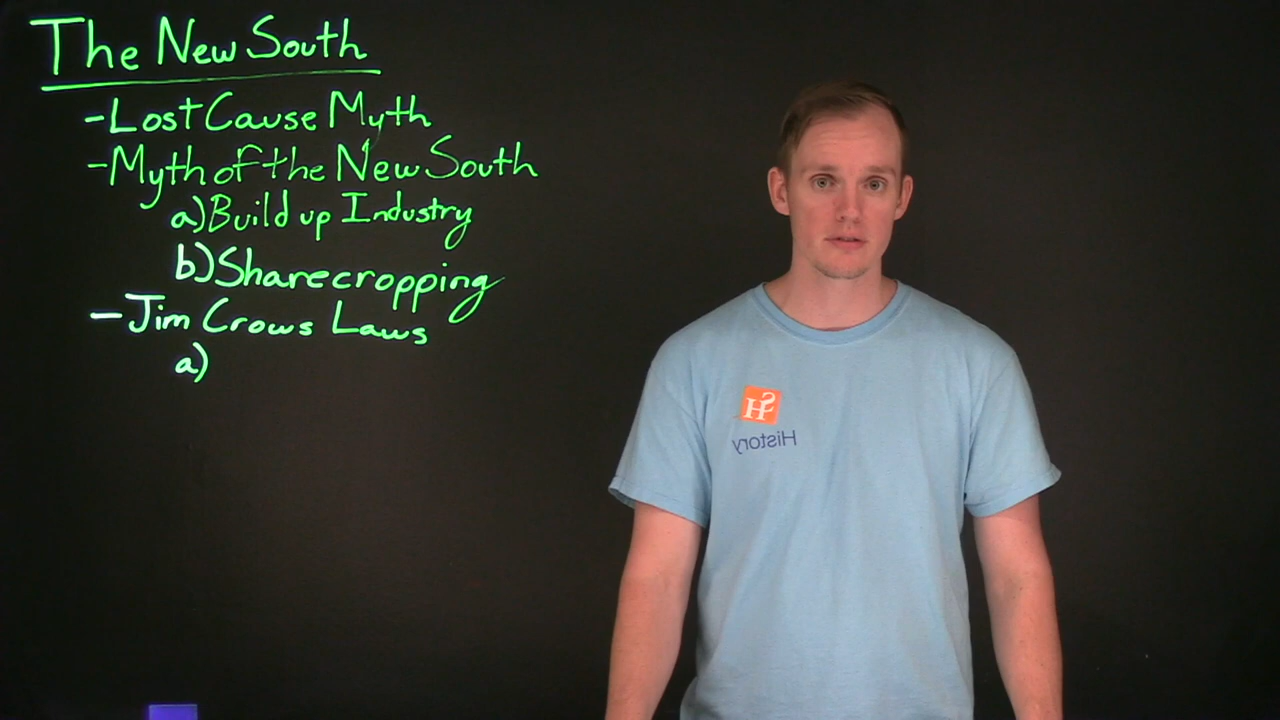 The New South
-Lost Cause Myth
-Myth of the New South
a) Build up Industry
b) Sharecropping
- Jim Crows Laws
a)
HS
History